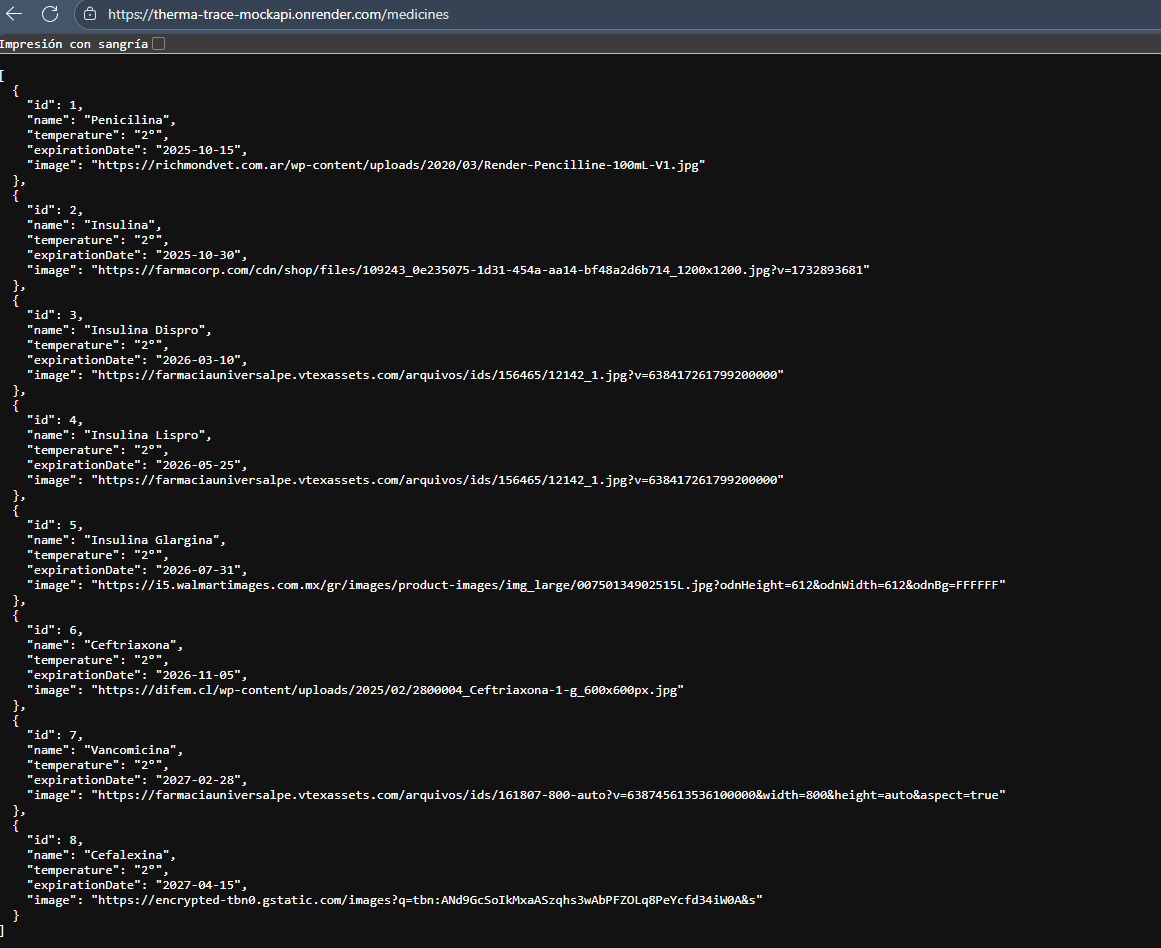 https://therma-trace-mockapi.onrender.com/medicines
Impresión con sangría
[
  {
    "id": 1,
    "name": "Penicilina",
    "temperature": "2°",
    "expirationDate": "2025-10-15",
    "image": "https://richmondvet.com.ar/wp-content/uploads/2020/03/Render-Pencilline-100mL-V1.jpg"
  },
  {
    "id": 2,
    "name": "Insulina",
    "temperature": "2°",
    "expirationDate": "2025-10-30",
    "image": "https://farmacorp.com/cdn/shop/files/109243_0e235075-1d31-454a-aa14-bf48a2d6b714_1200x1200.jpg?v=1732893681"
  },
  {
    "id": 3,
    "name": "Insulina Dispro",
    "temperature": "2°",
    "expirationDate": "2026-03-10",
    "image": "https://farmaciauniversalpe.vtexassets.com/arquivos/ids/156465/12142_1.jpg?v=638417261799200000"
  },
  {
    "id": 4,
    "name": "Insulina Lispro",
    "temperature": "2°",
    "expirationDate": "2026-05-25",
    "image": "https://farmaciauniversalpe.vtexassets.com/arquivos/ids/156465/12142_1.jpg?v=638417261799200000"
  },
  {
    "id": 5,
    "name": "Insulina Glargina",
    "temperature": "2°",
    "expirationDate": "2026-07-31",
    "image": "https://i5.walmartimages.com.mx/gr/images/product-images/img_large/00750134902515L.jpg?odnHeight=612&odnWidth=612&odnBg=FFFFFF"
  },
  {
    "id": 6,
    "name": "Ceftriaxona",
    "temperature": "2°",
    "expirationDate": "2026-11-05",
    "image": "https://difem.cl/wp-content/uploads/2025/02/2800004_Ceftriaxona-1-g_600x600px.jpg"
  },
  {
    "id": 7,
    "name": "Vancomicina",
    "temperature": "2°",
    "expirationDate": "2027-02-28",
    "image": "https://farmaciauniversalpe.vtexassets.com/arquivos/ids/161807-800-auto?v=638745613536100000&width=800&height=auto&aspect=true"
  },
  {
    "id": 8,
    "name": "Cefalexina",
    "temperature": "2°",
    "expirationDate": "2027-04-15",
    "image": "https://encrypted-tbn0.gstatic.com/images?q=tbn:ANd9GcSoIkMxaASzqhs3wAbPFZOLq8PeYcfd34iW0A&s"
  }
]